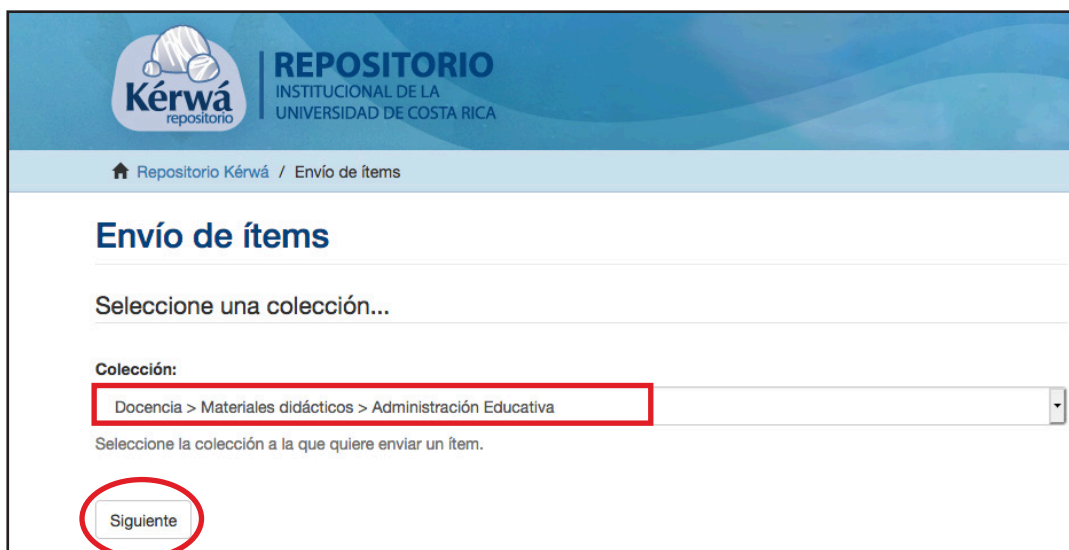 Kérwá
repositorio
REPOSITORIO
INSTITUCIONAL DE LA
UNIVERSIDAD DE COSTA RICA
Repositorio Kérwá / Envío de ítems
Envío de ítems
Seleccione una colección...
Colección:
Docencia > Materiales didácticos > Administración Educativa
Seleccione la colección a la que quiere enviar un ítem.
Siguiente